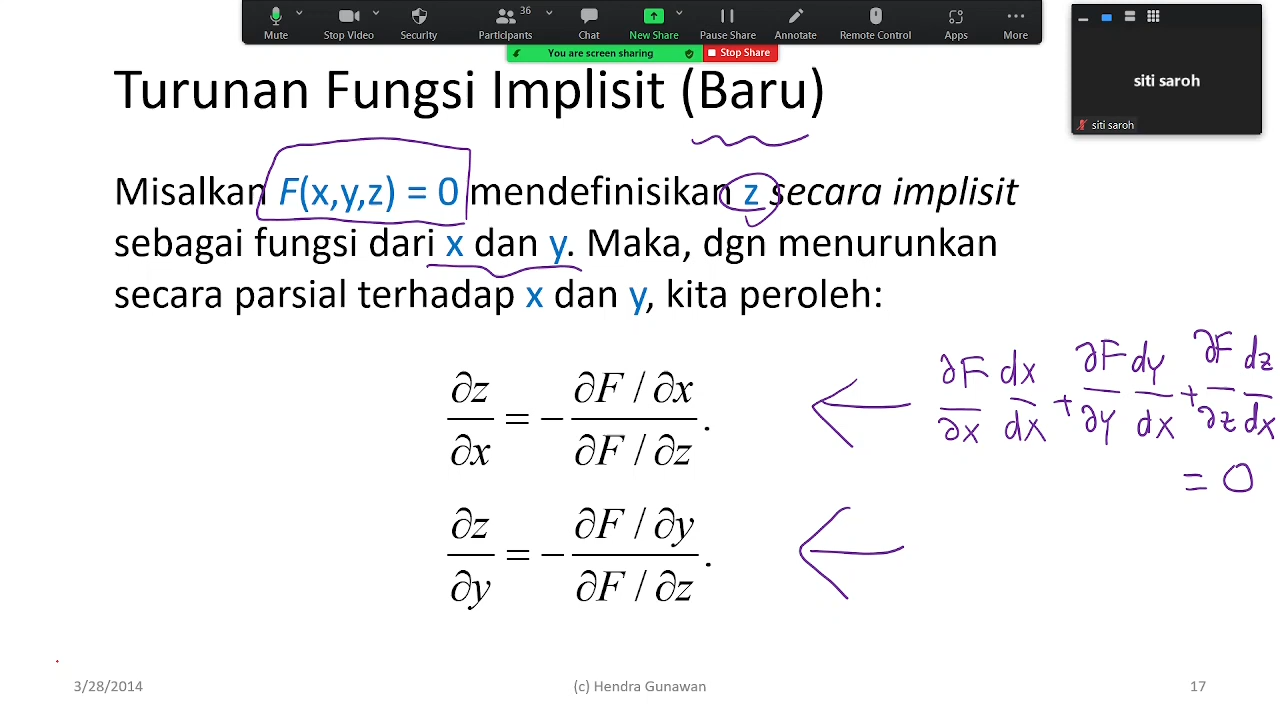 Mute
Stop Video
Security
36
Participants
Chat
New Share
Pause Share
Annotate
Remote Control
Apps
More
You are screen sharing
Stop Share
siti saroh
siti saroh
Turunan Fungsi Implisit (Baru)
Misalkan F(x,y,z) = 0 mendefinisikan z secara implisit
sebagai fungsi dari x dan y. Maka, dgn menurunkan
secara parsial terhadap x dan y, kita peroleh:
∂z/∂x = − (∂F / ∂x)/(∂F / ∂z).
∂F/∂x dx/dx + ∂F/∂y dy/dx + ∂F/∂z dz/dx
= 0
∂z/∂y = − (∂F / ∂y)/(∂F / ∂z).
3/28/2014
(c) Hendra Gunawan
17